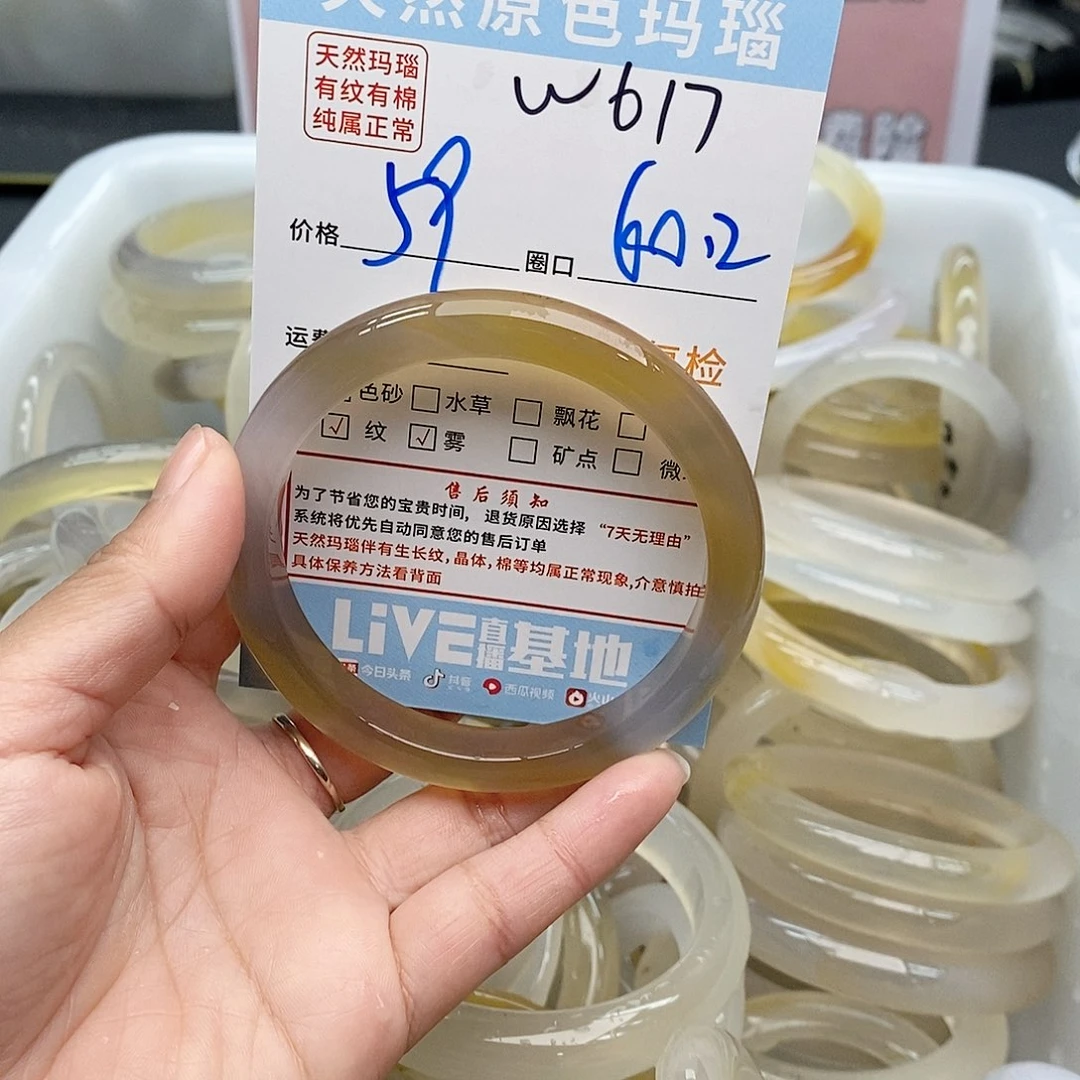 天然原色玛瑙
天然玛瑙
有纹有棉
纯属正常
W617
价格 59 圈口 60.12
运费
复检
色砂 水草 飘花
纹 雾 矿点 微
售后须知
为了节省您的宝贵时间，退货原因选择 “7天无理由”
系统将优先自动同意您的售后订单
天然玛瑙伴有生长纹,晶体,棉等均属正常现象,介意慎拍
具体保养方法看背面
LiVE直播基地
今日头条 抖音 西瓜视频 火山